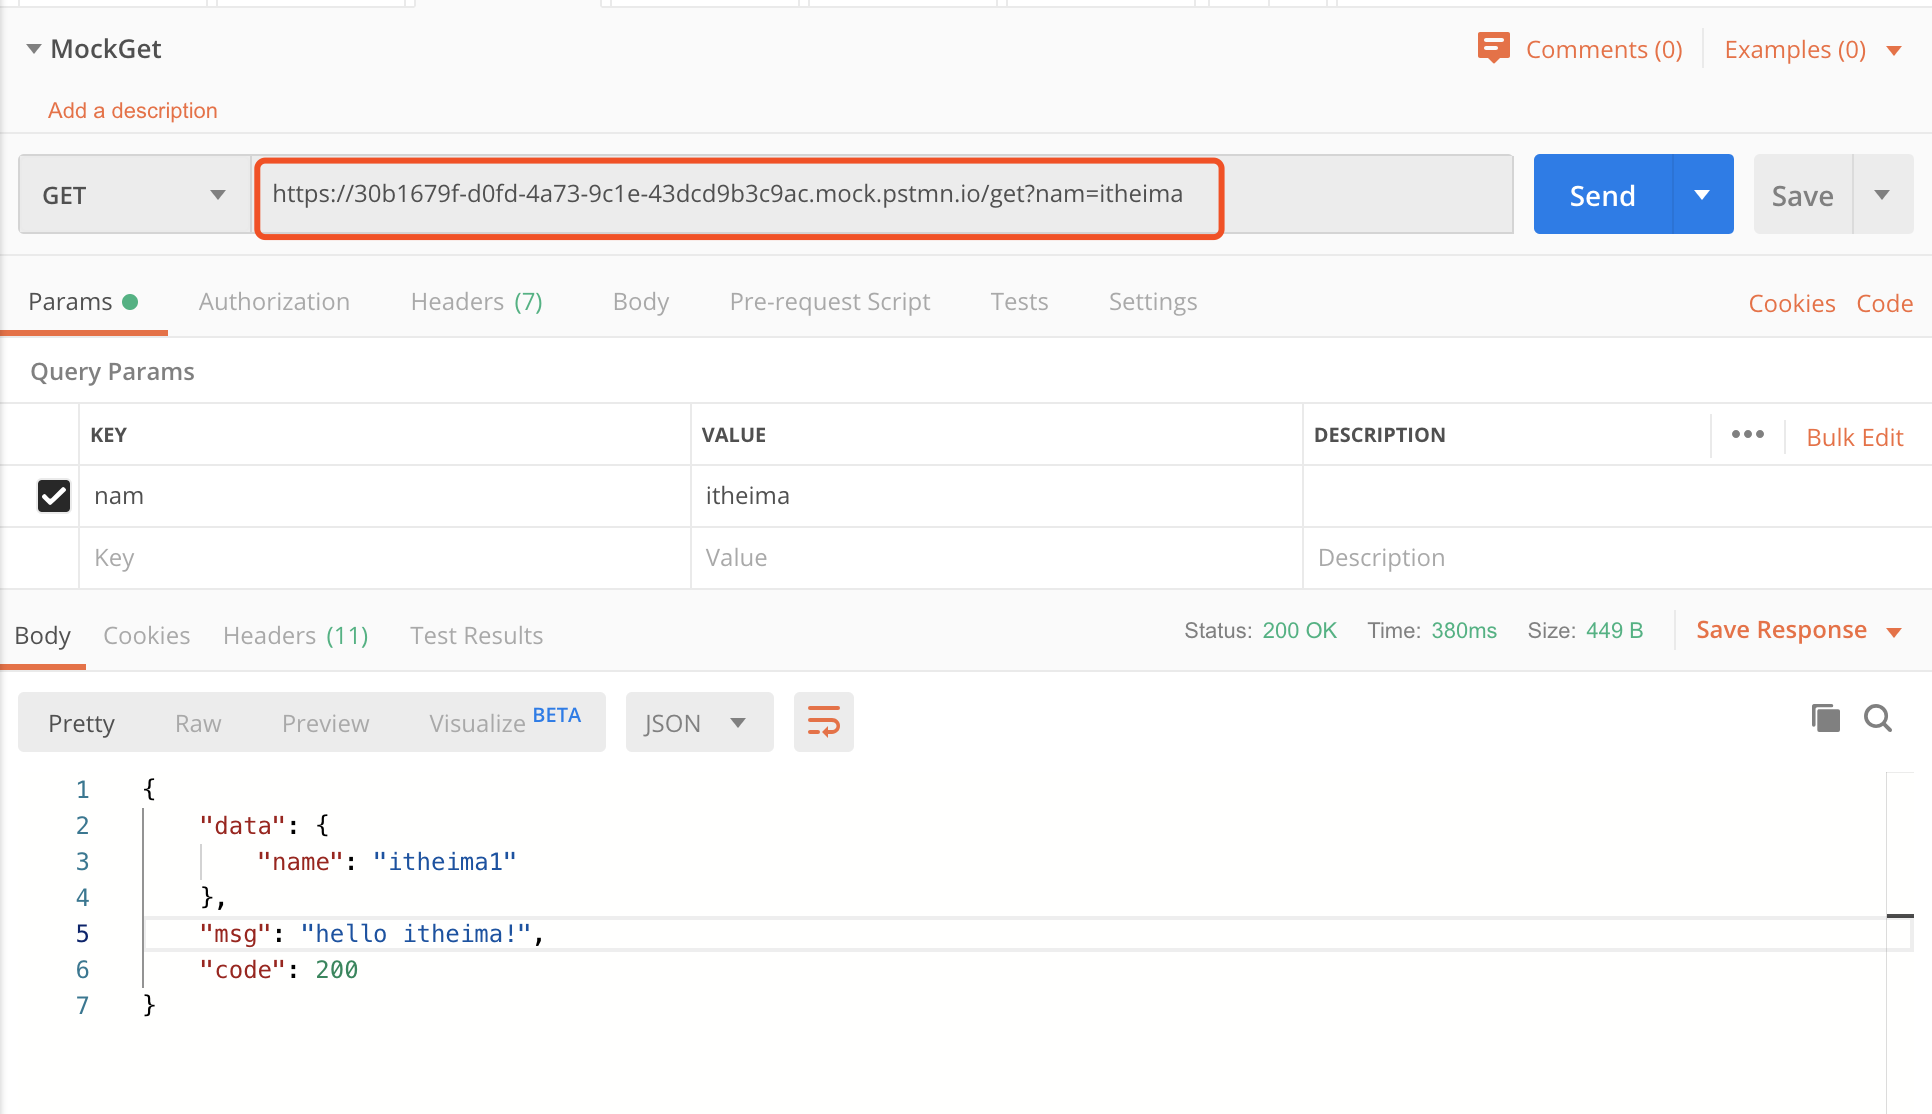 MockGet
Comments (0) Examples (0)
Add a description
GET https://30b1679f-d0fd-4a73-9c1e-43dcd9b3c9ac.mock.pstmn.io/get?nam=itheima Send Save
Params Authorization Headers (7) Body Pre-request Script Tests Settings Cookies Code
Query Params
KEY VALUE DESCRIPTION ••• Bulk Edit
nam itheima
Key Value Description
Body Cookies Headers (11) Test Results Status: 200 OK Time: 380ms Size: 449 B Save Response
Pretty Raw Preview Visualize BETA JSON
1 {
2 "data": {
3 "name": "itheima1"
4 },
5 "msg": "hello itheima!",
6 "code": 200
7 }